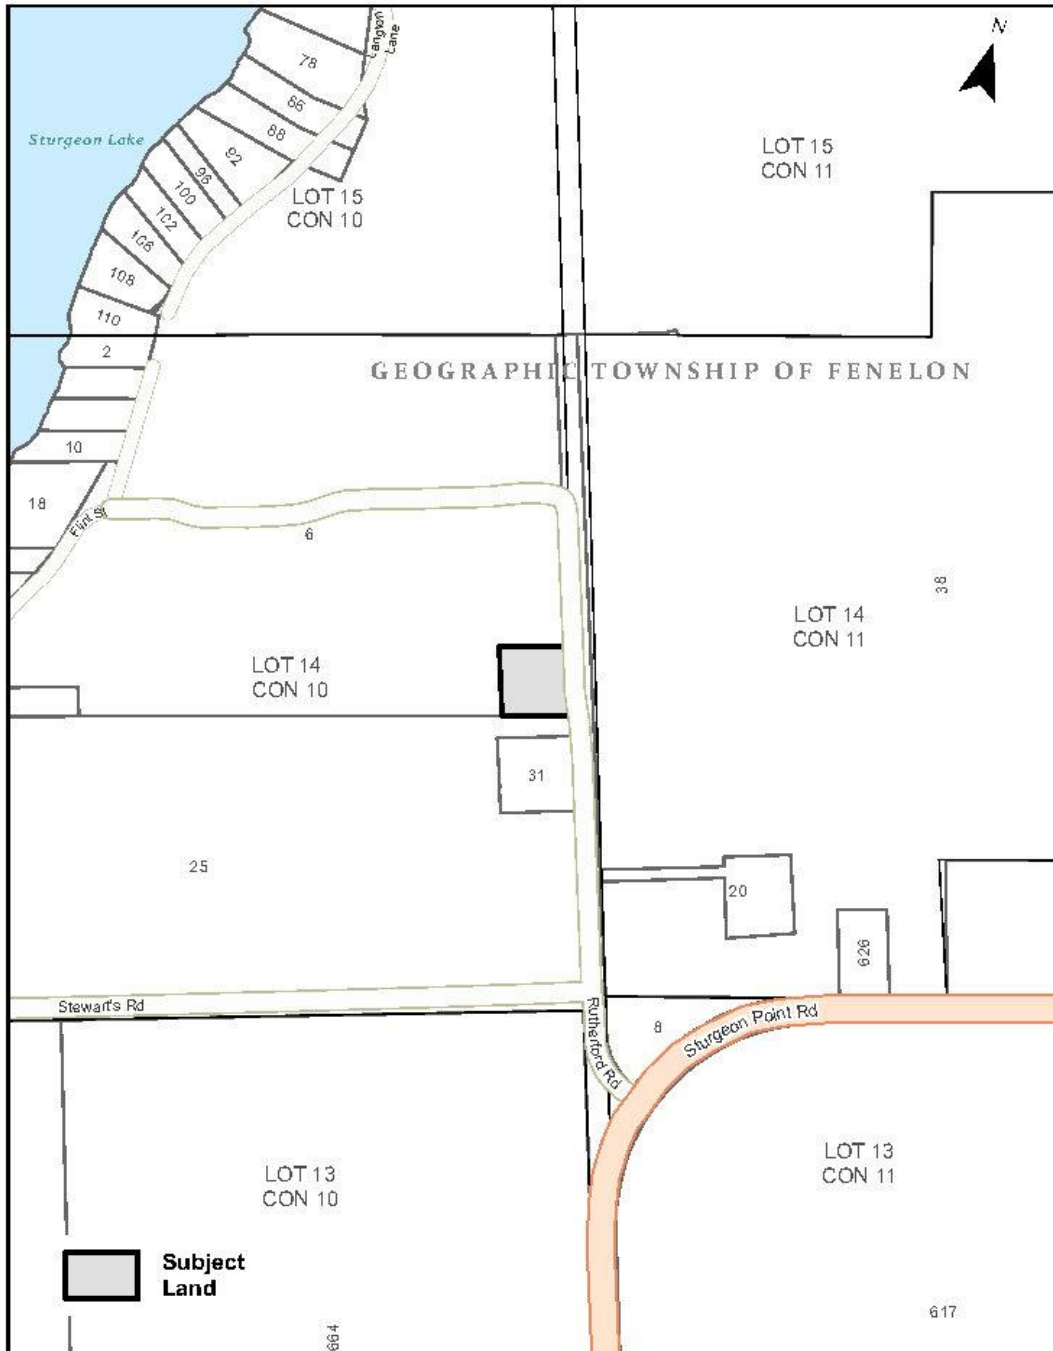 N
Langton
Lane
78
86
88
92
96
100
102
106
108
110
2
10
18
Sturgeon Lake
LOT 15
CON 10
LOT 15
CON 11
GEOGRAPHIC TOWNSHIP OF FENELON
Flint St
6
38
LOT 14
CON 11
LOT 14
CON 10
31
25
20
626
Stewart's Rd
Rutherford Rd
8
Sturgeon Point Rd
LOT 13
CON 10
LOT 13
CON 11
Subject
Land
664
617